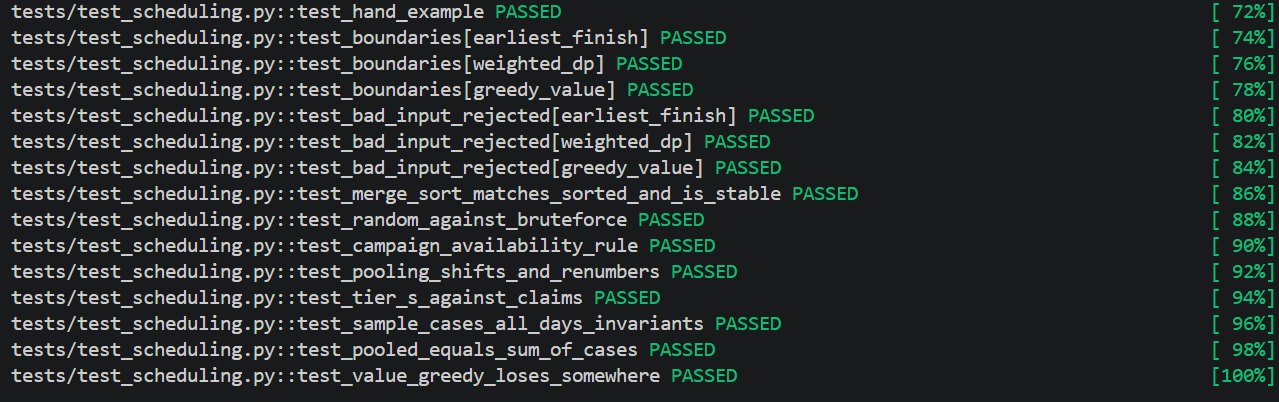 tests/test_scheduling.py::test_hand_example PASSED [ 72%]
tests/test_scheduling.py::test_boundaries[earliest_finish] PASSED [ 74%]
tests/test_scheduling.py::test_boundaries[weighted_dp] PASSED [ 76%]
tests/test_scheduling.py::test_boundaries[greedy_value] PASSED [ 78%]
tests/test_scheduling.py::test_bad_input_rejected[earliest_finish] PASSED [ 80%]
tests/test_scheduling.py::test_bad_input_rejected[weighted_dp] PASSED [ 82%]
tests/test_scheduling.py::test_bad_input_rejected[greedy_value] PASSED [ 84%]
tests/test_scheduling.py::test_merge_sort_matches_sorted_and_is_stable PASSED [ 86%]
tests/test_scheduling.py::test_random_against_bruteforce PASSED [ 88%]
tests/test_scheduling.py::test_campaign_availability_rule PASSED [ 90%]
tests/test_scheduling.py::test_pooling_shifts_and_renumbers PASSED [ 92%]
tests/test_scheduling.py::test_tier_s_against_claims PASSED [ 94%]
tests/test_scheduling.py::test_sample_cases_all_days_invariants PASSED [ 96%]
tests/test_scheduling.py::test_pooled_equals_sum_of_cases PASSED [ 98%]
tests/test_scheduling.py::test_value_greedy_loses_somewhere PASSED [100%]